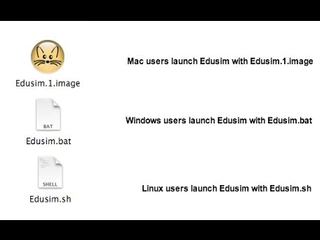 Mac users launch Edusim with Edusim.1.image
Edusim.1.image
Windows users launch Edusim with Edusim.bat
BAT
Edusim.bat
SHELL
Linux users launch Edusim with Edusim.sh
Edusim.sh